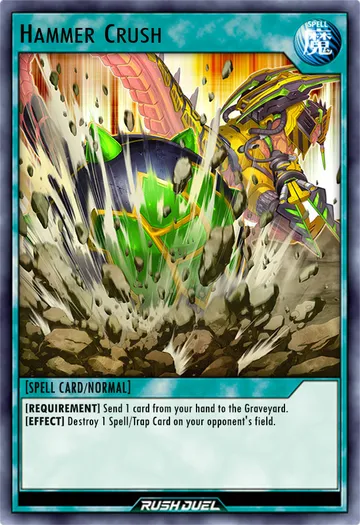 HAMMER CRUSH
SPELL
魔
[SPELL CARD/NORMAL]
[REQUIREMENT] Send 1 card from your hand to the Graveyard.
[EFFECT] Destroy 1 Spell/Trap Card on your opponent's field.
RUSH DUEL